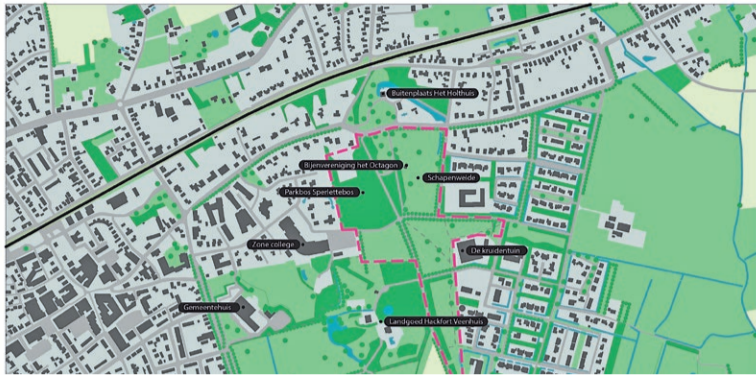 Buitenplaats Het Holthuis
Bijenvereniging het Octagon
Schapenweide
Parkbos Sperlettebos
Zone college
De kruidentuin
Gemeentehuis
Landgoed Hackfort Veenhuis